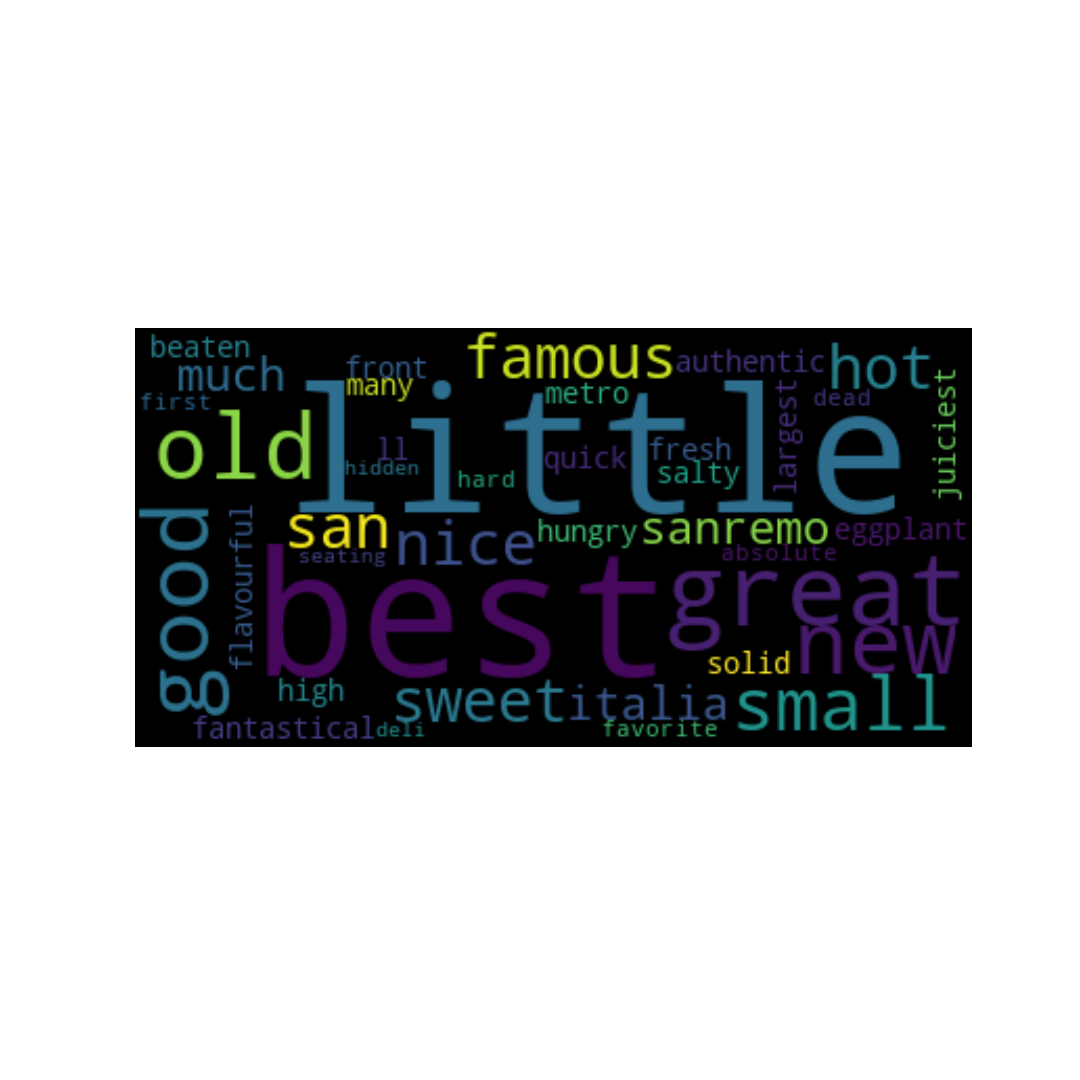 beaten
much
first
front
many
famous
authentic
hot
metro
dead
juiciest
old
little
ll
hidden
hard
quick
fresh
salty
largest
good
flavourful
san
seating
nice
hungry
sanremo
eggplant
absolute
best
great
new
solid
high
sweet
italia
small
fantastical
deli
favorite